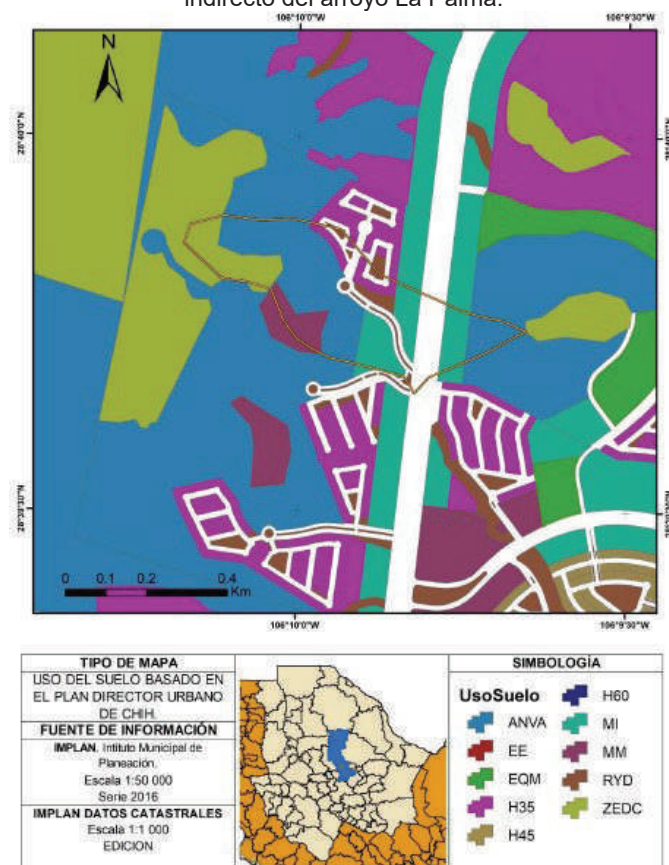 indirecto del arroyo La Palma.
106°10'0"W 106°9'30"W
N
28°40'0"N
0 0.1 0.2 0.4
Km
106°10'0"W 106°9'30"W
TIPO DE MAPA
USO DEL SUELO BASADO EN
EL PLAN DIRECTOR URBANO
DE CHIH.
FUENTE DE INFORMACIÓN
IMPLAN. Intituto Municipal de
Planeación.
Escala 1:50 000
Serie 2016
IMPLAN DATOS CATASTRALES
Escala 1:1 000
EDICION
SIMBOLOGÍA
UsoSuelo
ANVA
EE
EQM
H35
H45
H60
MI
MM
RYD
ZEDC